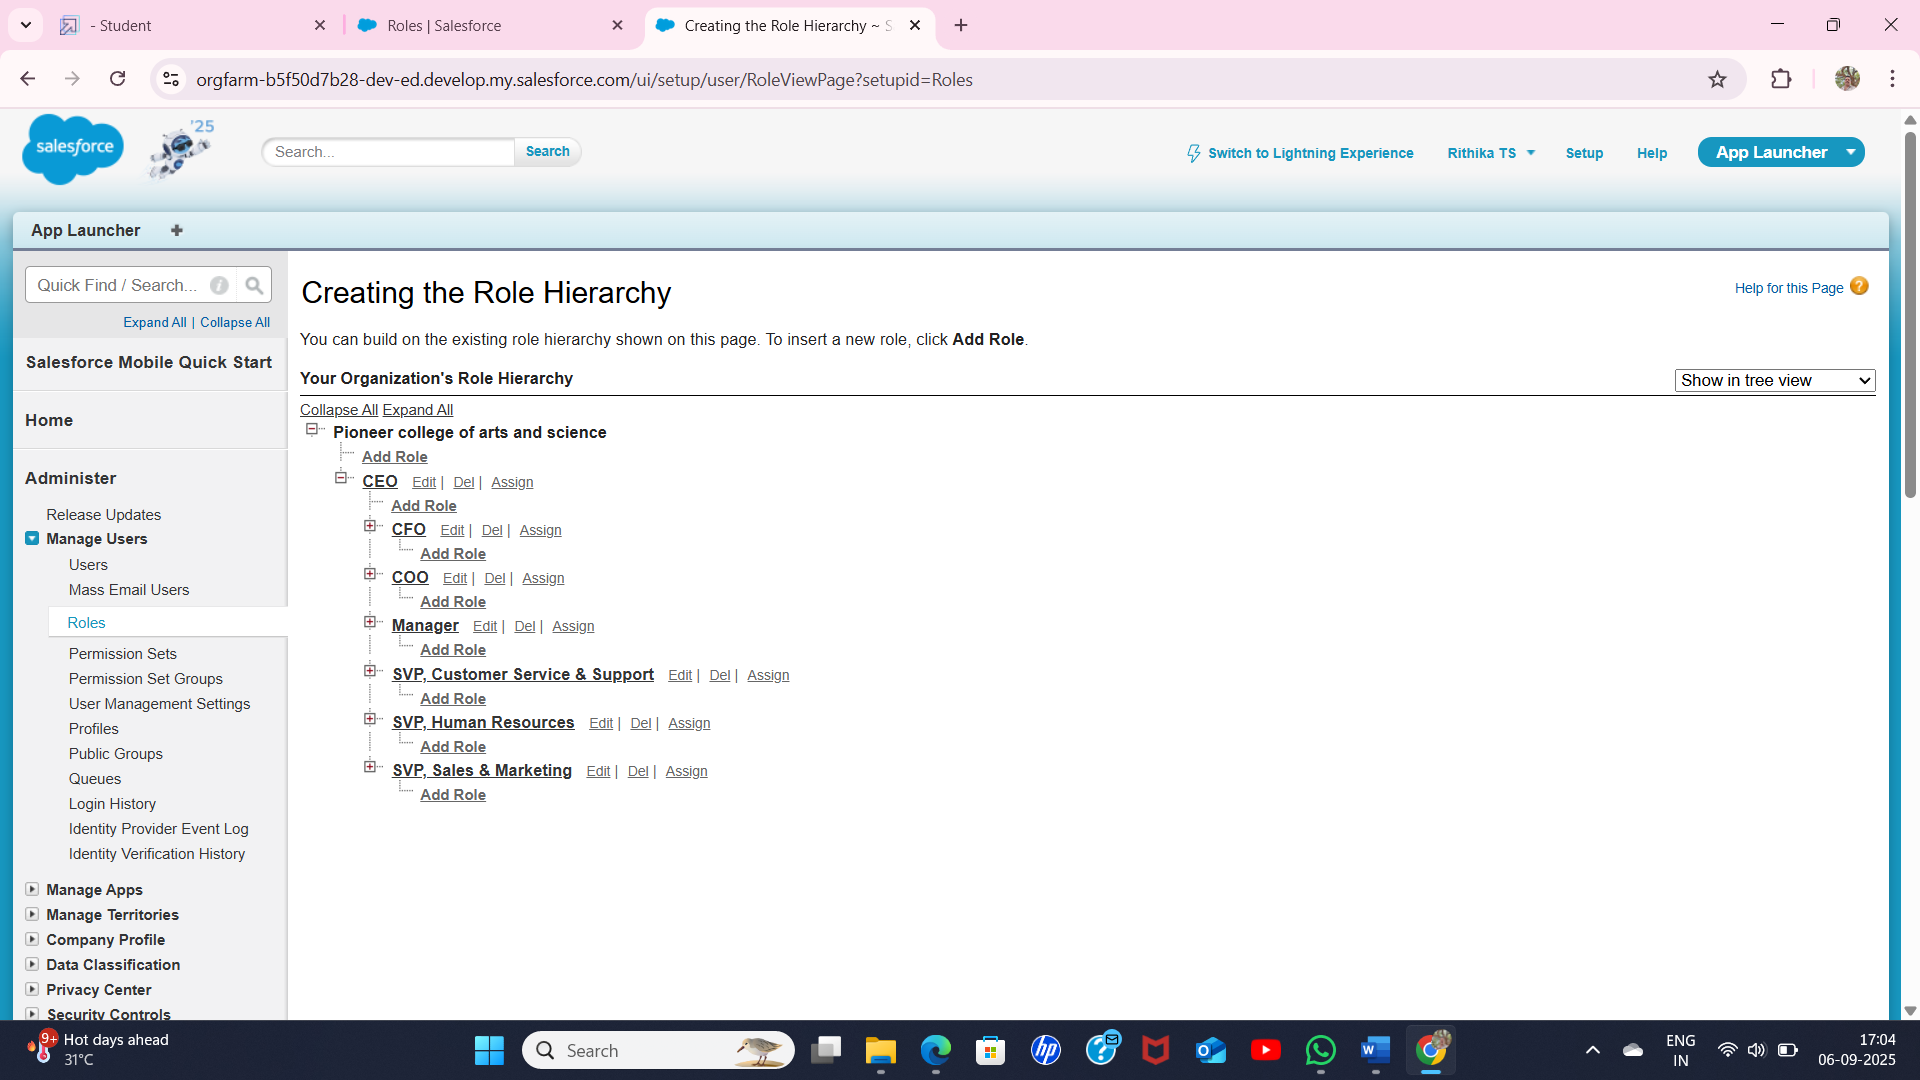 - Student
Roles | Salesforce
Creating the Role Hierarchy ~ S
orgfarm-b5f50d7b28-dev-ed.develop.my.salesforce.com/ui/setup/user/RoleViewPage?setupid=Roles
salesforce
'25
Search...
Search
Switch to Lightning Experience
Rithika TS
Setup
Help
App Launcher
App Launcher
Quick Find / Search...
Expand All | Collapse All
Salesforce Mobile Quick Start
Home
Administer
Release Updates
Manage Users
Users
Mass Email Users
Roles
Permission Sets
Permission Set Groups
User Management Settings
Profiles
Public Groups
Queues
Login History
Identity Provider Event Log
Identity Verification History
Manage Apps
Manage Territories
Company Profile
Data Classification
Privacy Center
Security Controls
Creating the Role Hierarchy
Help for this Page ?
You can build on the existing role hierarchy shown on this page. To insert a new role, click Add Role.
Your Organization's Role Hierarchy
Show in tree view
Collapse All Expand All
Pioneer college of arts and science
Add Role
CEO Edit | Del | Assign
Add Role
CFO Edit | Del | Assign
Add Role
COO Edit | Del | Assign
Add Role
Manager Edit | Del | Assign
Add Role
SVP, Customer Service & Support Edit | Del | Assign
Add Role
SVP, Human Resources Edit | Del | Assign
Add Role
SVP, Sales & Marketing Edit | Del | Assign
Add Role
9+
Hot days ahead
31°C
Search
hp
ENG
IN
17:04
06-09-2025